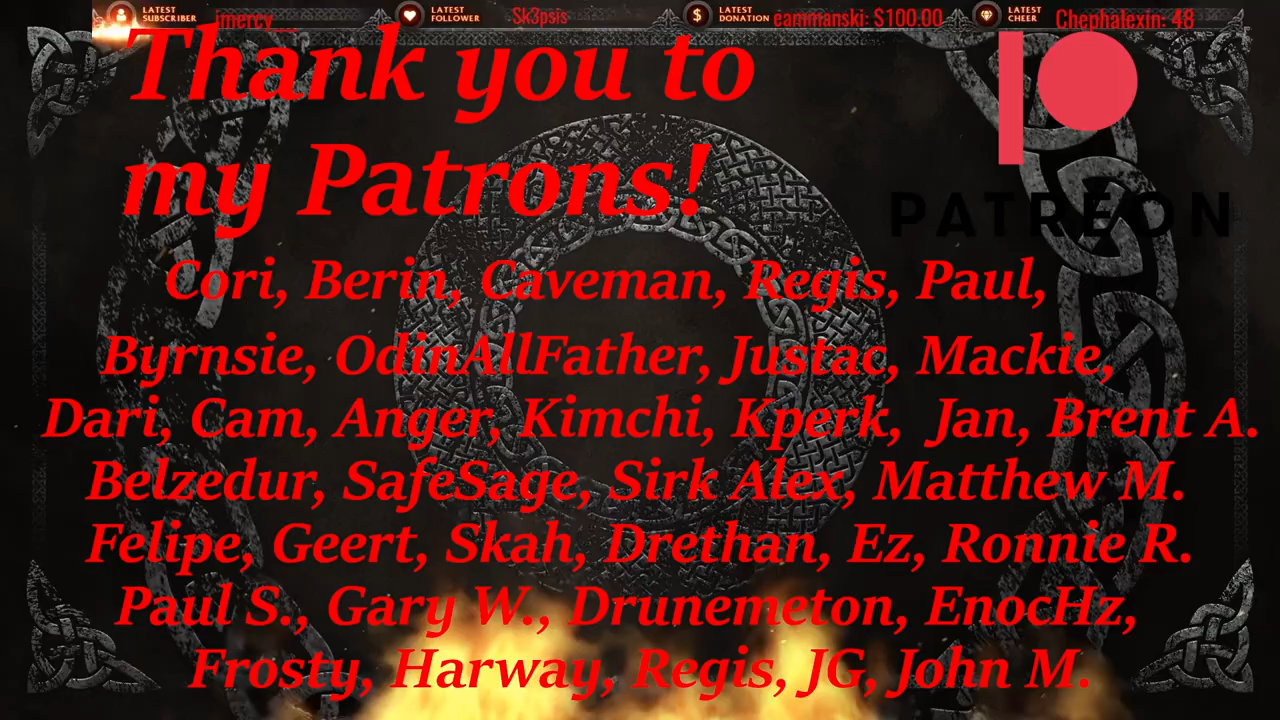 LATEST SUBSCRIBER imercy__ LATEST FOLLOWER Sk3psis LATEST DONATION eammanski: $100.00 LATEST CHEER Chephalexin: 48
Thank you to
my Patrons!
PATREON
Cori, Berin, Caveman, Regis, Paul,
Byrnsie, OdinAllFather, Justac, Mackie,
Dari, Cam, Anger, Kimchi, Kperk, Jan, Brent A.
Belzedur, SafeSage, Sirk Alex, Matthew M.
Felipe, Geert, Skah, Drethan, Ez, Ronnie R.
Paul S., Gary W., Drunemeton, EnocHz,
Frosty, Harway, Regis, JG, John M.